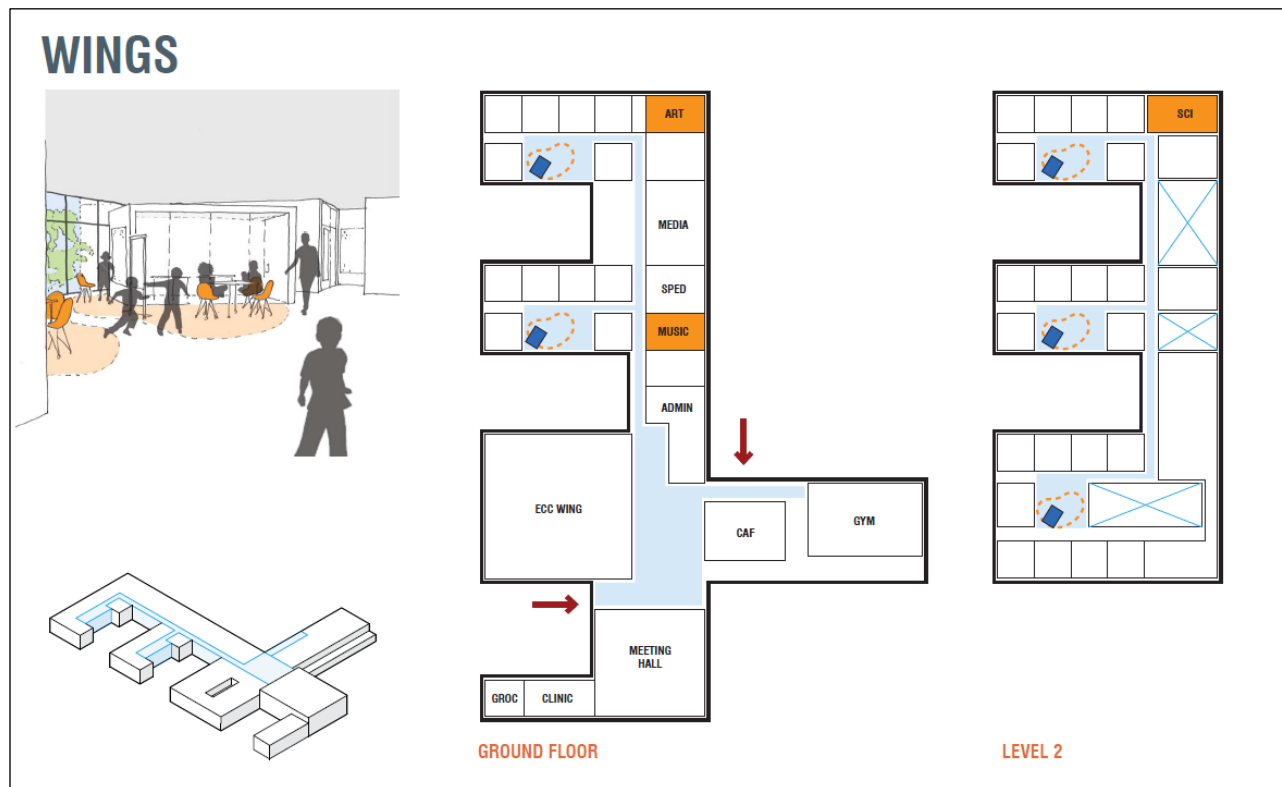 WINGS
ART
MEDIA
SPED
MUSIC
ADMIN
ECC WING
CAF
GYM
MEETING
HALL
GROC
CLINIC
GROUND FLOOR
SCI
LEVEL 2